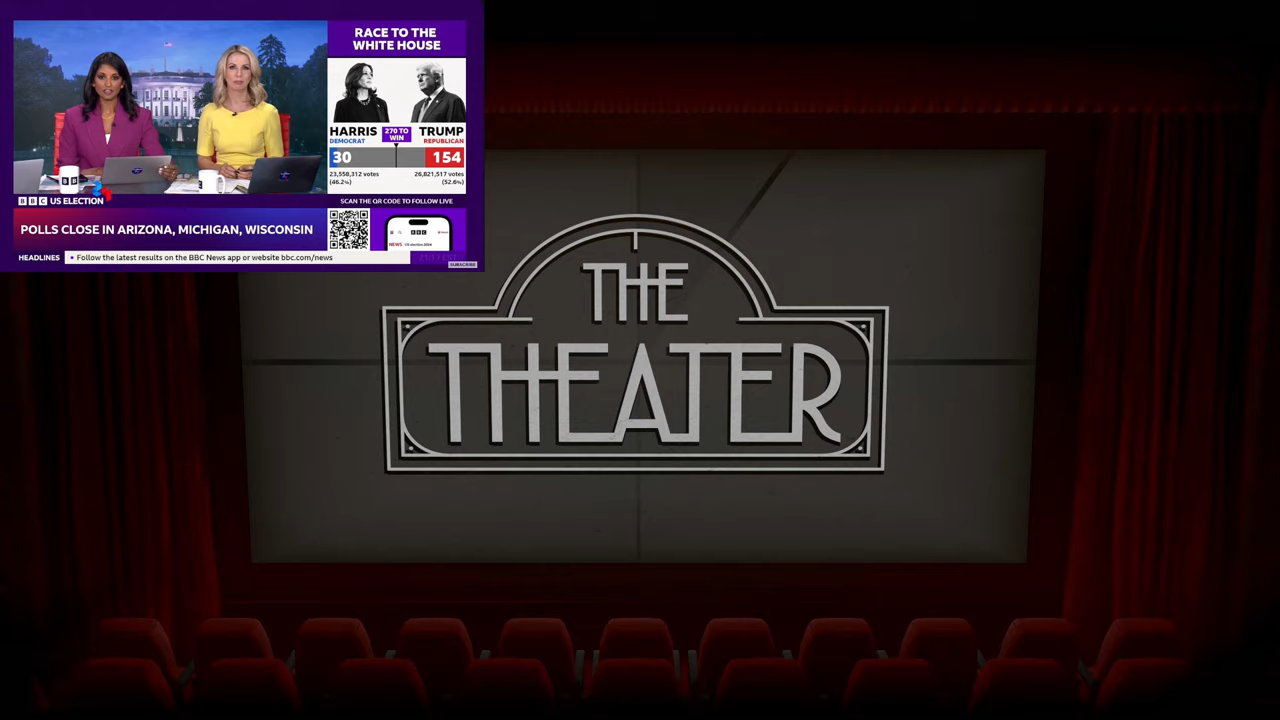 RACE TO THE
WHITE HOUSE
HARRIS
DEMOCRAT
270 TO
WIN
TRUMP
REPUBLICAN
30
154
23,558,312 votes
(46.2%)
26,821,517 votes
(52.6%)
BBC US ELECTION
SCAN THE QR CODE TO FOLLOW LIVE
POLLS CLOSE IN ARIZONA, MICHIGAN, WISCONSIN
BBC
NEWS
HEADLINES • Follow the latest results on the BBC News app or website bbc.com/news
SUBSCRIBE
THE
THEATER